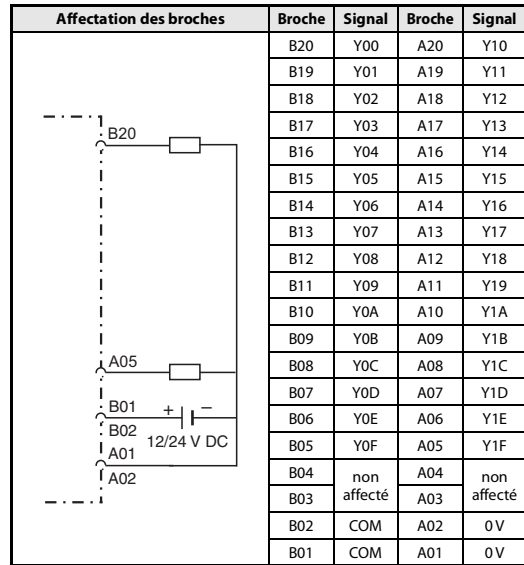 Affectation des broches Broche Signal Broche Signal
B20 Y00 A20 Y10
B19 Y01 A19 Y11
B18 Y02 A18 Y12
B17 Y03 A17 Y13
B16 Y04 A16 Y14
B15 Y05 A15 Y15
B14 Y06 A14 Y16
B13 Y07 A13 Y17
B12 Y08 A12 Y18
B11 Y09 A11 Y19
B10 Y0A A10 Y1A
B09 Y0B A09 Y1B
B08 Y0C A08 Y1C
B07 Y0D A07 Y1D
B06 Y0E A06 Y1E
B05 Y0F A05 Y1F
B04 non affecté A04 non affecté
B03 A03
B02 COM A02 0 V
B01 COM A01 0 V
B20
A05
B01 + –
B02 12/24 V DC
A01
A02